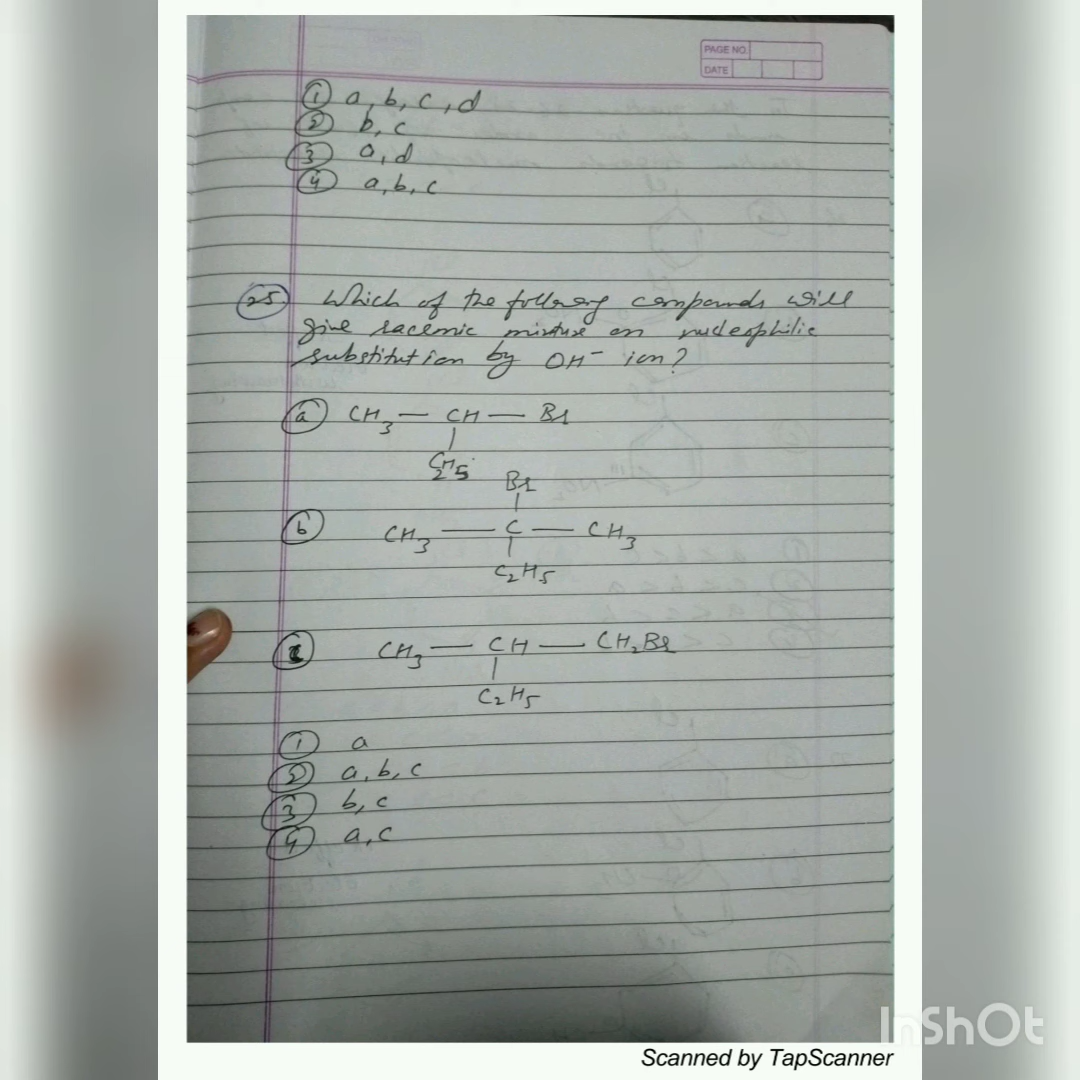 PAGE NO.
DATE
① a, b, c, d
② b, c
③ a, d
④ a, b, c
25. Which of the following compounds will
give racemic mixture on nucleophilic
substitution by OH⁻ ion?
ⓐ CH₃ — CH — Br
|
C₂H₅
Br
|
ⓑ CH₃ — C — CH₃
|
C₂H₅
ⓒ CH₃ — CH — CH₂Br
|
C₂H₅
① a
② a, b, c
③ b, c
④ a, c
InShOt
Scanned by TapScanner